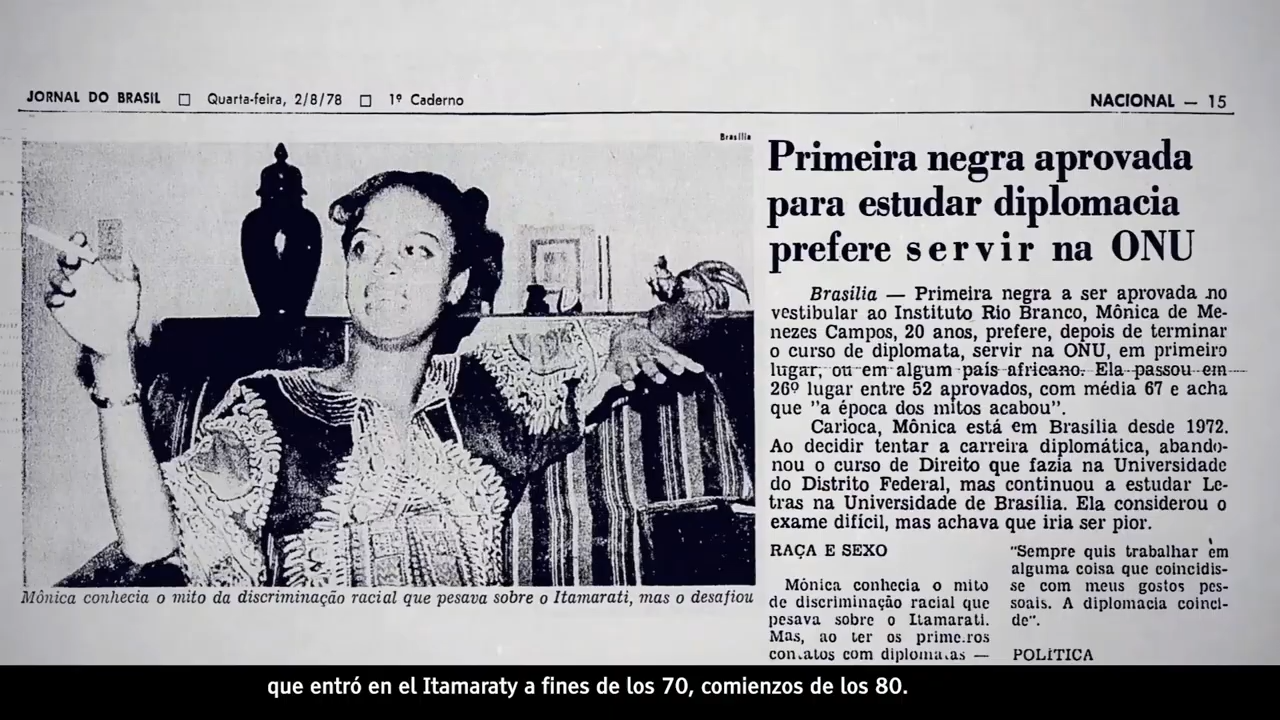 JORNAL DO BRASIL □ Quarta-feira, 2/8/78 □ 1º Caderno
NACIONAL — 15
Brasília
Mônica conhecia o mito da discriminação racial que pesava sobre o Itamarati, mas o desafiou
Primeira negra aprovada
para estudar diplomacia
prefere servir na ONU
Brasília — Primeira negra a ser aprovada no
vestibular ao Instituto Rio Branco, Mônica de Me-
nezes Campos, 20 anos, prefere, depois de terminar
o curso de diplomata, servir na ONU, em primeiro
lugar, ou em algum país africano. Ela passou em
26º lugar entre 52 aprovados, com média 67 e acha
que "a época dos mitos acabou".
Carioca, Mônica está em Brasília desde 1972.
Ao decidir tentar a carreira diplomática, abando-
nou o curso de Direito que fazia na Universidade
do Distrito Federal, mas continuou a estudar Le-
tras na Universidade de Brasília. Ela considerou o
exame difícil, mas achava que iria ser pior.
RAÇA E SEXO
Mônica conhecia o mito
de discriminação racial que
pesava sobre o Itamarati.
Mas, ao ter os primeiros
contatos com diplomatas —
"Sempre quis trabalhar em
alguma coisa que coincidis-
se com meus gostos pes-
soais. A diplomacia coinci-
de".
POLÍTICA
que entró en el Itamaraty a fines de los 70, comienzos de los 80.